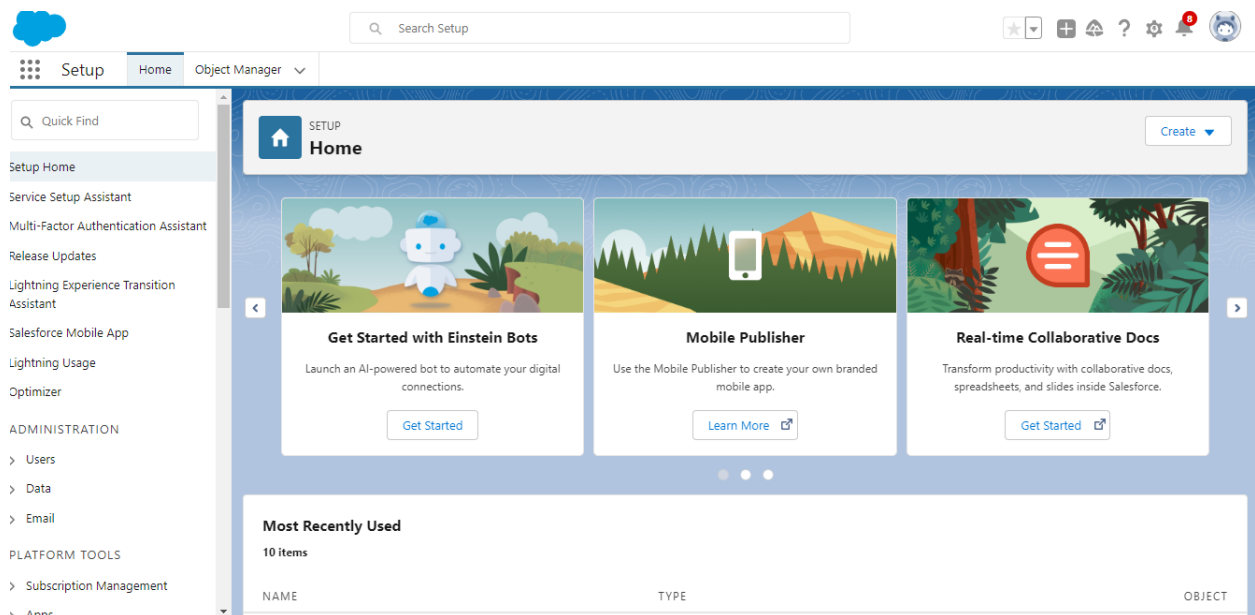 Search Setup
8
Setup
Home
Object Manager
Quick Find
Setup Home
Service Setup Assistant
Multi-Factor Authentication Assistant
Release Updates
Lightning Experience Transition
Assistant
Salesforce Mobile App
Lightning Usage
Optimizer
ADMINISTRATION
Users
Data
Email
PLATFORM TOOLS
Subscription Management
Apps
SETUP
Home
Create
Get Started with Einstein Bots
Launch an AI-powered bot to automate your digital
connections.
Get Started
Mobile Publisher
Use the Mobile Publisher to create your own branded
mobile app.
Learn More
Real-time Collaborative Docs
Transform productivity with collaborative docs,
spreadsheets, and slides inside Salesforce.
Get Started
Most Recently Used
10 items
NAME TYPE OBJECT